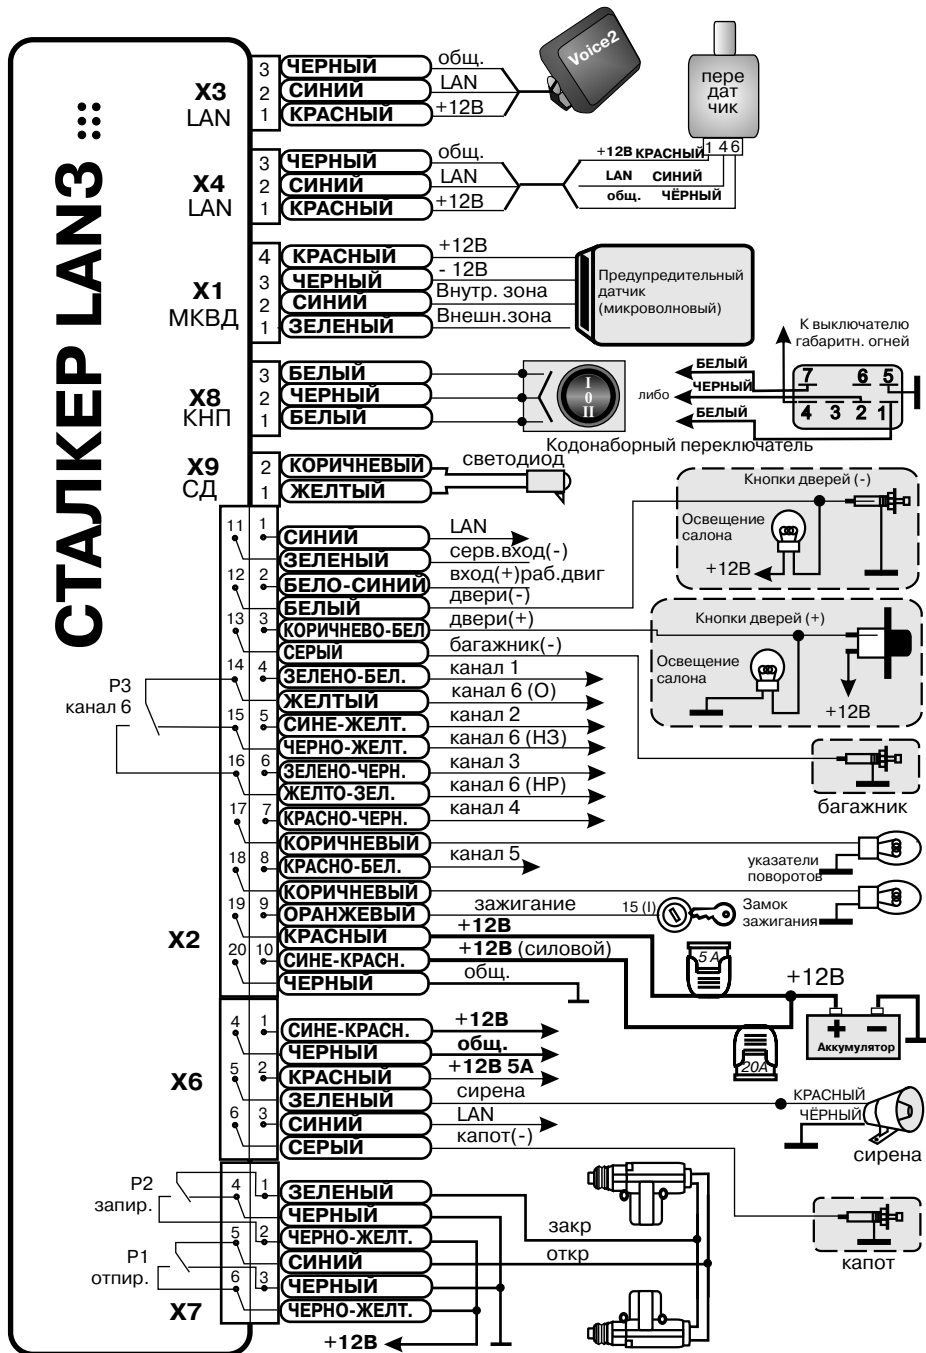 СТАЛКЕР LAN3
X3
LAN
3 ЧЕРНЫЙ общ.
2 СИНИЙ LAN
1 КРАСНЫЙ +12В
Voice2
пере
дат
чик
1 4 6
X4
LAN
3 ЧЕРНЫЙ общ.
2 СИНИЙ LAN
1 КРАСНЫЙ +12В
+12В КРАСНЫЙ
LAN СИНИЙ
общ. ЧЁРНЫЙ
X1
МКВД
4 КРАСНЫЙ +12В
3 ЧЕРНЫЙ - 12В
2 СИНИЙ Внутр. зона
1 ЗЕЛЕНЫЙ Внешн.зона
Предупредительный
датчик
(микроволновый)
X8
КНП
3 БЕЛЫЙ
2 ЧЕРНЫЙ
1 БЕЛЫЙ
I
0
II
Кодонаборный переключатель
либо
К выключателю
габаритн. огней
БЕЛЫЙ
ЧЕРНЫЙ
БЕЛЫЙ
7 6 5
4 3 2 1
X9
СД
2 КОРИЧНЕВЫЙ
1 ЖЕЛТЫЙ
светодиод
X2
1 СИНИЙ LAN
11 ЗЕЛЕНЫЙ серв.вход(-)
2 БЕЛО-СИНИЙ вход(+)раб.двиг
12 БЕЛЫЙ двери(-)
3 КОРИЧНЕВО-БЕЛ двери(+)
13 СЕРЫЙ багажник(-)
4 ЗЕЛЕНО-БЕЛ. канал 1
14 ЖЕЛТЫЙ канал 6 (О)
5 СИНЕ-ЖЕЛТ. канал 2
15 ЧЕРНО-ЖЕЛТ. канал 6 (НЗ)
6 ЗЕЛЕНО-ЧЕРН. канал 3
16 ЖЕЛТО-ЗЕЛ. канал 6 (НР)
7 КРАСНО-ЧЕРН. канал 4
17 КОРИЧНЕВЫЙ
8 КРАСНО-БЕЛ. канал 5
18 КОРИЧНЕВЫЙ
9 ОРАНЖЕВЫЙ зажигание
19 КРАСНЫЙ +12В
10 СИНЕ-КРАСН. +12В (силовой)
20 ЧЕРНЫЙ общ.
P3
канал 6
Кнопки дверей (-)
Освещение
салона
+12В
Кнопки дверей (+)
Освещение
салона
+12В
багажник
указатели
поворотов
15 (I)
Замок
зажигания
5 A
+12В
20A
Аккумулятор
X6
1 СИНЕ-КРАСН. +12В
4 ЧЕРНЫЙ общ.
2 КРАСНЫЙ +12В 5А
5 ЗЕЛЕНЫЙ сирена
3 СИНИЙ LAN
6 СЕРЫЙ капот(-)
КРАСНЫЙ
ЧЁРНЫЙ
сирена
капот
X7
1 ЗЕЛЕНЫЙ
4 ЧЕРНЫЙ
2 ЧЕРНО-ЖЕЛТ.
5 СИНИЙ
3 ЧЕРНЫЙ
6 ЧЕРНО-ЖЕЛТ.
P2
запир.
P1
отпир.
закр
откр
+12В